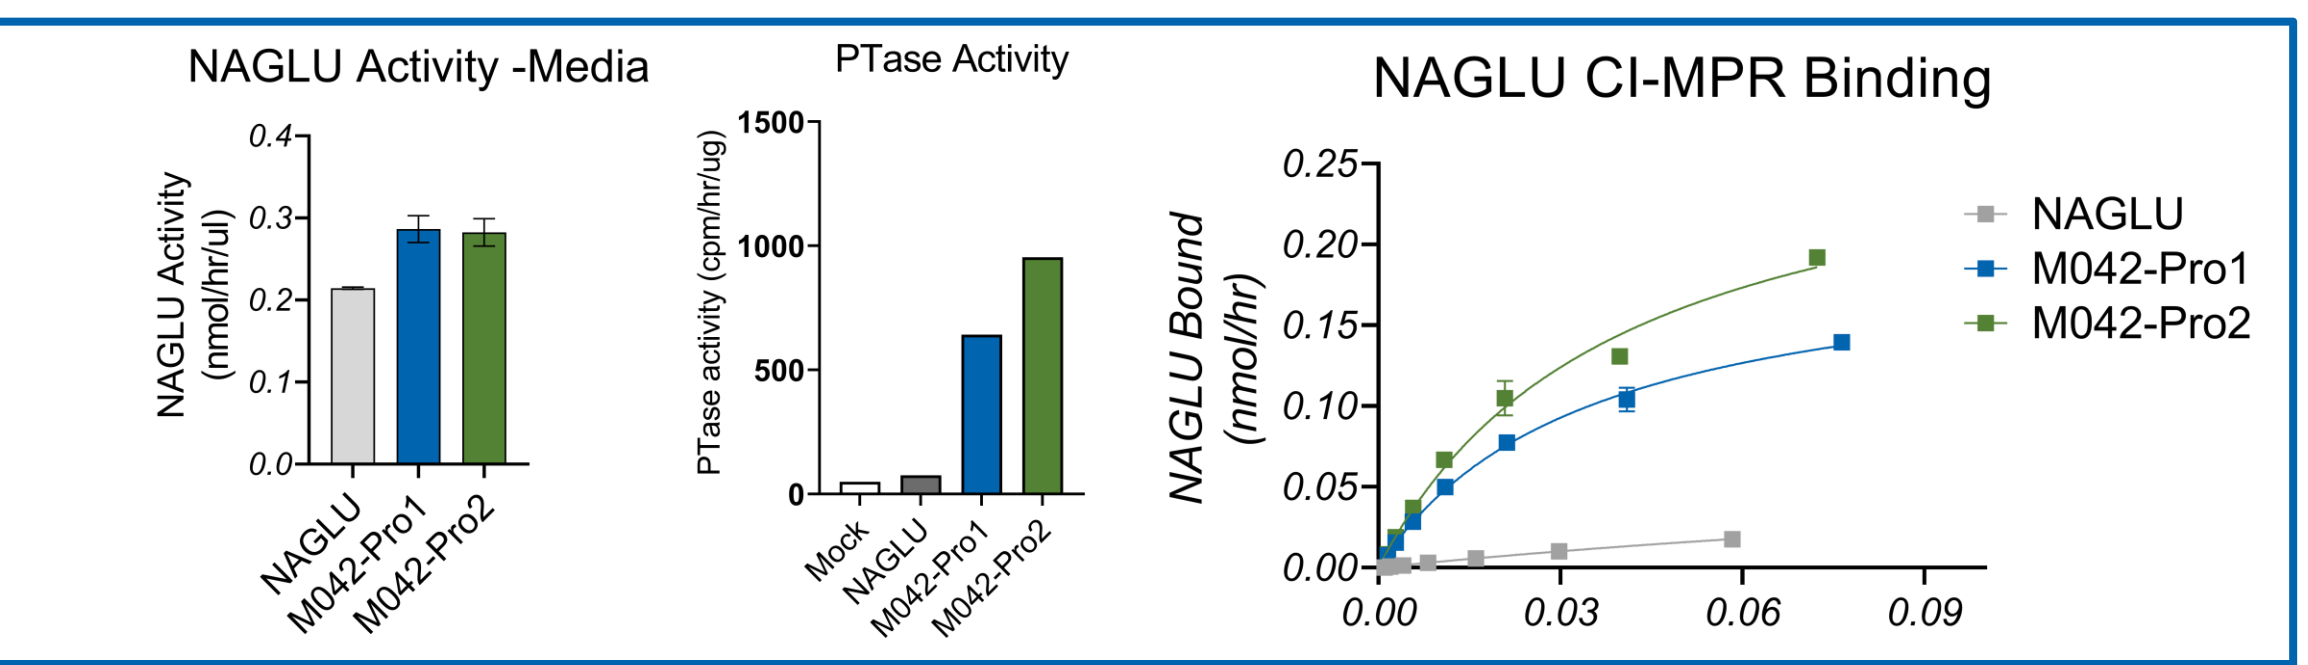 NAGLU Activity -Media
NAGLU Activity
(nmol/hr/ul)
0.4
0.3
0.2
0.1
0.0
NAGLU
M042-Pro1
M042-Pro2
PTase Activity
PTase activity (cpm/hr/ug)
1500
1000
500
0
Mock
NAGLU
M042-Pro1
M042-Pro2
NAGLU CI-MPR Binding
NAGLU Bound
(nmol/hr)
0.25
0.20
0.15
0.10
0.05
0.00
0.00
0.03
0.06
0.09
NAGLU
M042-Pro1
M042-Pro2